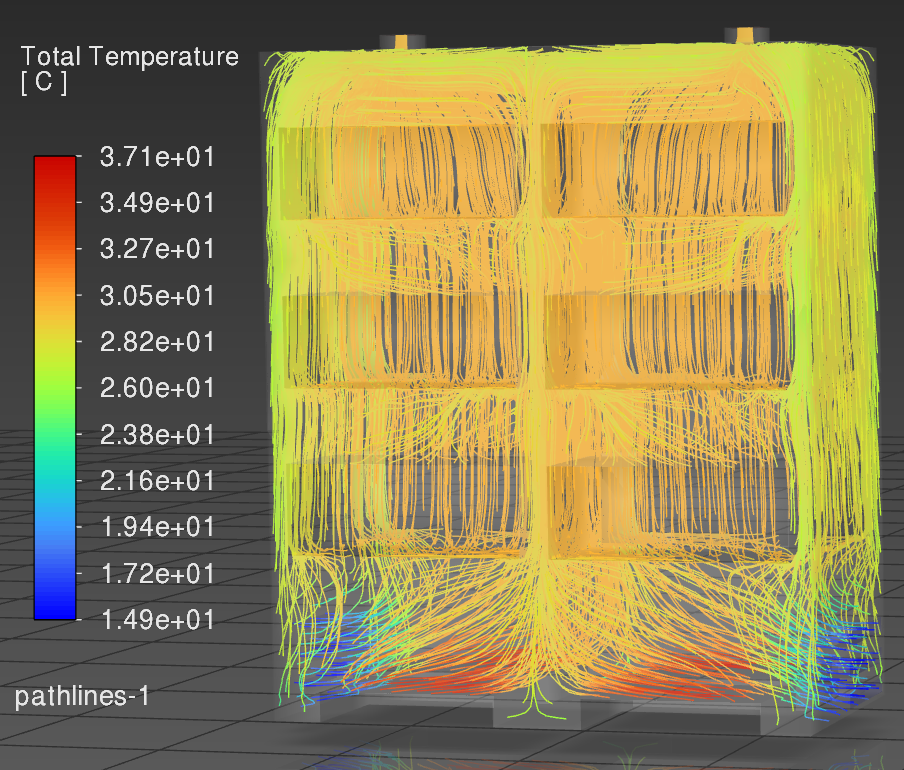 Total Temperature
[ C ]
3.71e+01
3.49e+01
3.27e+01
3.05e+01
2.82e+01
2.60e+01
2.38e+01
2.16e+01
1.94e+01
1.72e+01
1.49e+01
pathlines-1